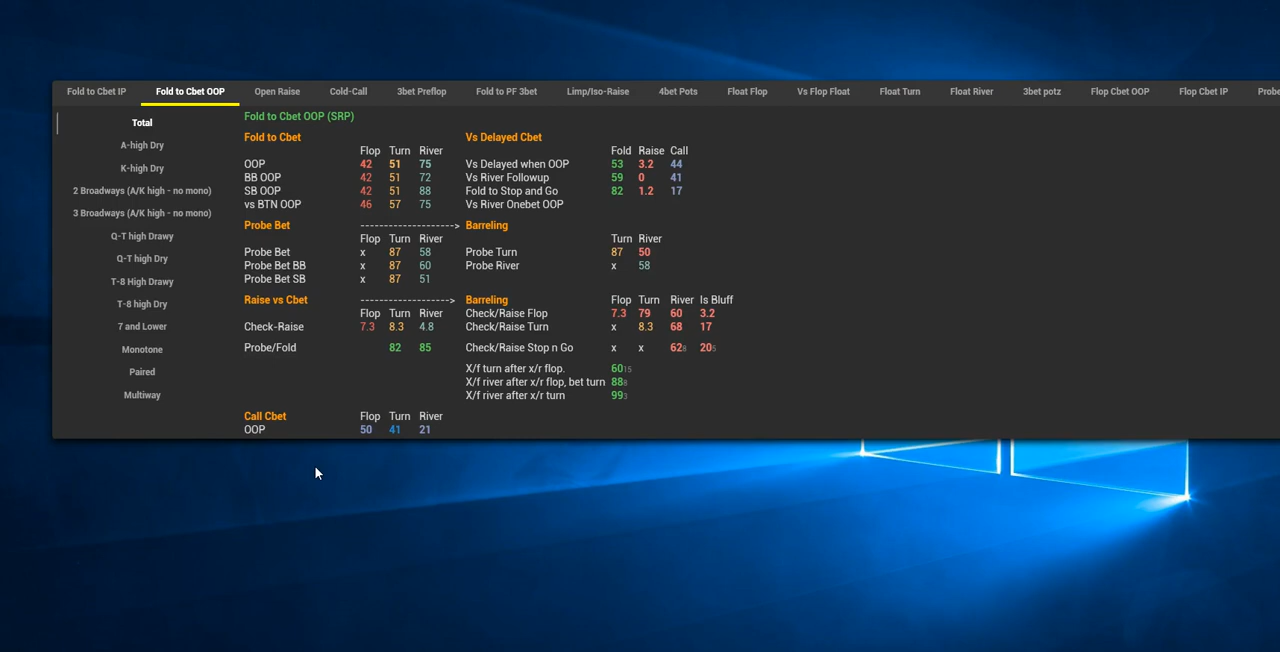 Fold to Cbet IP Fold to Cbet OOP Open Raise Cold-Call 3bet Preflop Fold to PF 3bet Limp/Iso-Raise 4bet Pots Float Flop Vs Flop Float Float Turn Float River 3bet potz Flop Cbet OOP Flop Cbet IP Probe
Total
A-high Dry
K-high Dry
2 Broadways (A/K high - no mono)
3 Broadways (A/K high - no mono)
Q-T high Drawy
Q-T high Dry
T-8 High Drawy
T-8 high Dry
7 and Lower
Monotone
Paired
Multiway
Fold to Cbet OOP (SRP)
Fold to Cbet Vs Delayed Cbet
Flop Turn River Fold Raise Call
OOP 42 51 75 Vs Delayed when OOP 53 3.2 44
BB OOP 42 51 72 Vs River Followup 59 0 41
SB OOP 42 51 88 Fold to Stop and Go 82 1.2 17
vs BTN OOP 46 57 75 Vs River Onebet OOP
Probe Bet --------------------> Barreling
Flop Turn River Turn River
Probe Bet x 87 58 Probe Turn 87 50
Probe Bet BB x 87 60 Probe River x 58
Probe Bet SB x 87 51
Raise vs Cbet -------------------> Barreling Flop Turn River Is Bluff
Flop Turn River Check/Raise Flop 7.3 79 60 3.2
Check-Raise 7.3 8.3 4.8 Check/Raise Turn x 8.3 68 17
Probe/Fold 82 85 Check/Raise Stop n Go x x 62 8 20 5
X/f turn after x/r flop. 60 15
X/f river after x/r flop, bet turn 88 8
X/f river after x/r turn 99 3
Call Cbet Flop Turn River
OOP 50 41 21